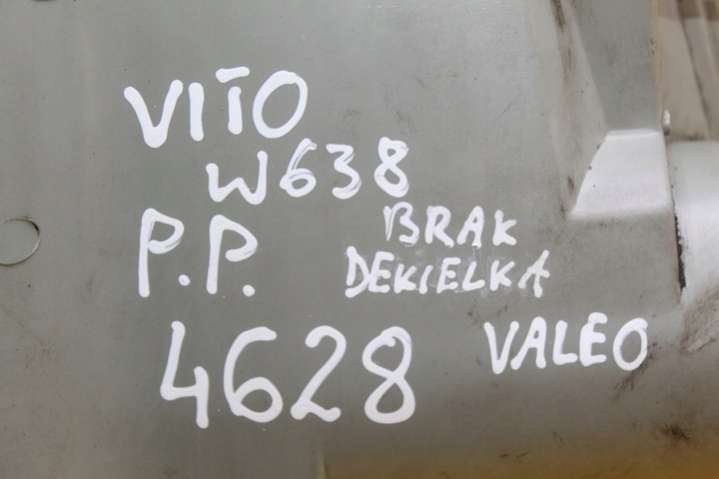 VITO
W638
P.P.
BRAK
DEKIELKA
4628
VALEO